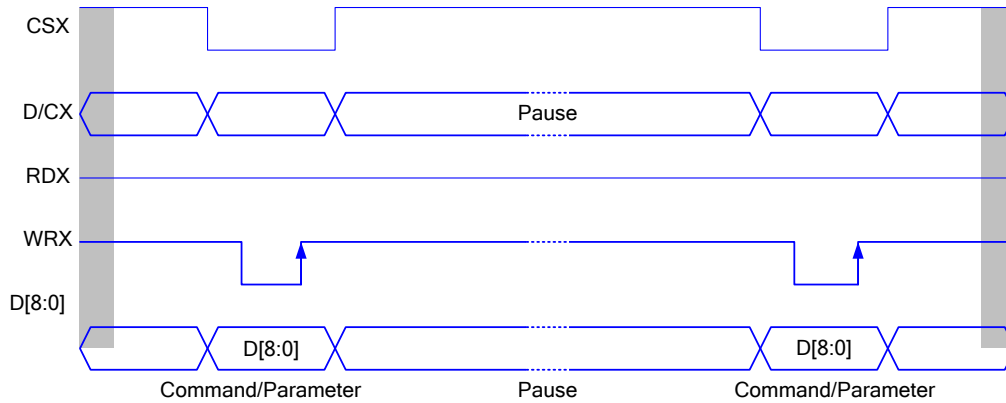 CSX
D/CX
Pause
RDX
WRX
D[8:0]
D[8:0]
D[8:0]
Command/Parameter
Pause
Command/Parameter